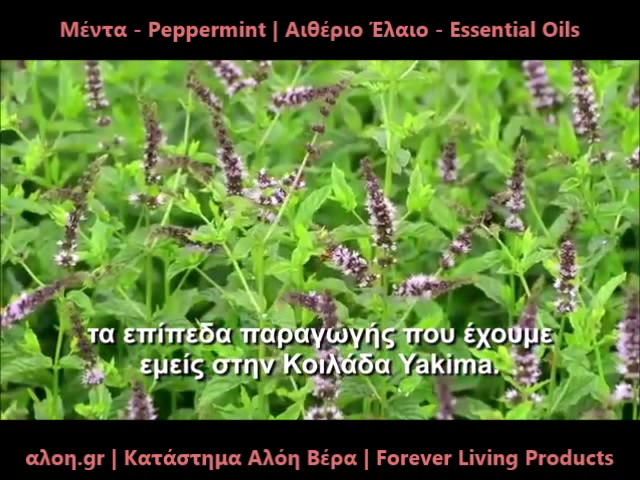 Μέντα - Peppermint | Αιθέριο Έλαιο - Essential Oils
τα επίπεδα παραγωγής που έχουμε
εμείς στην Κοιλάδα Yakima.
αλοη.gr | Κατάστημα Αλόη Βέρα | Forever Living Products